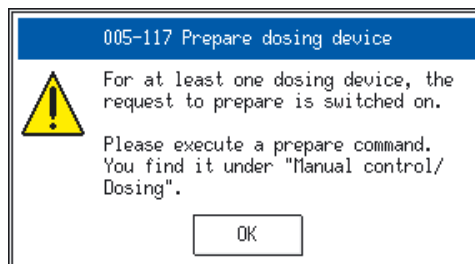 005-117 Prepare dosing device
For at least one dosing device, the
request to prepare is switched on.
Please execute a prepare command.
You find it under "Manual control/
Dosing".
OK